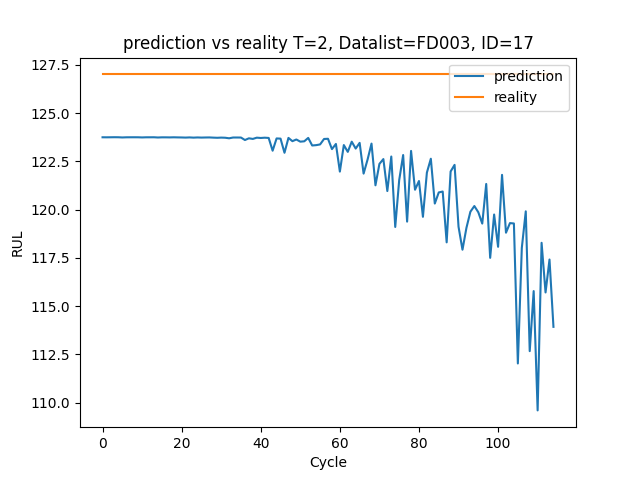 prediction vs reality T=2, Datalist=FD003, ID=17
127.5
125.0
122.5
120.0
117.5
115.0
112.5
110.0
RUL
prediction
reality
0 20 40 60 80 100
Cycle